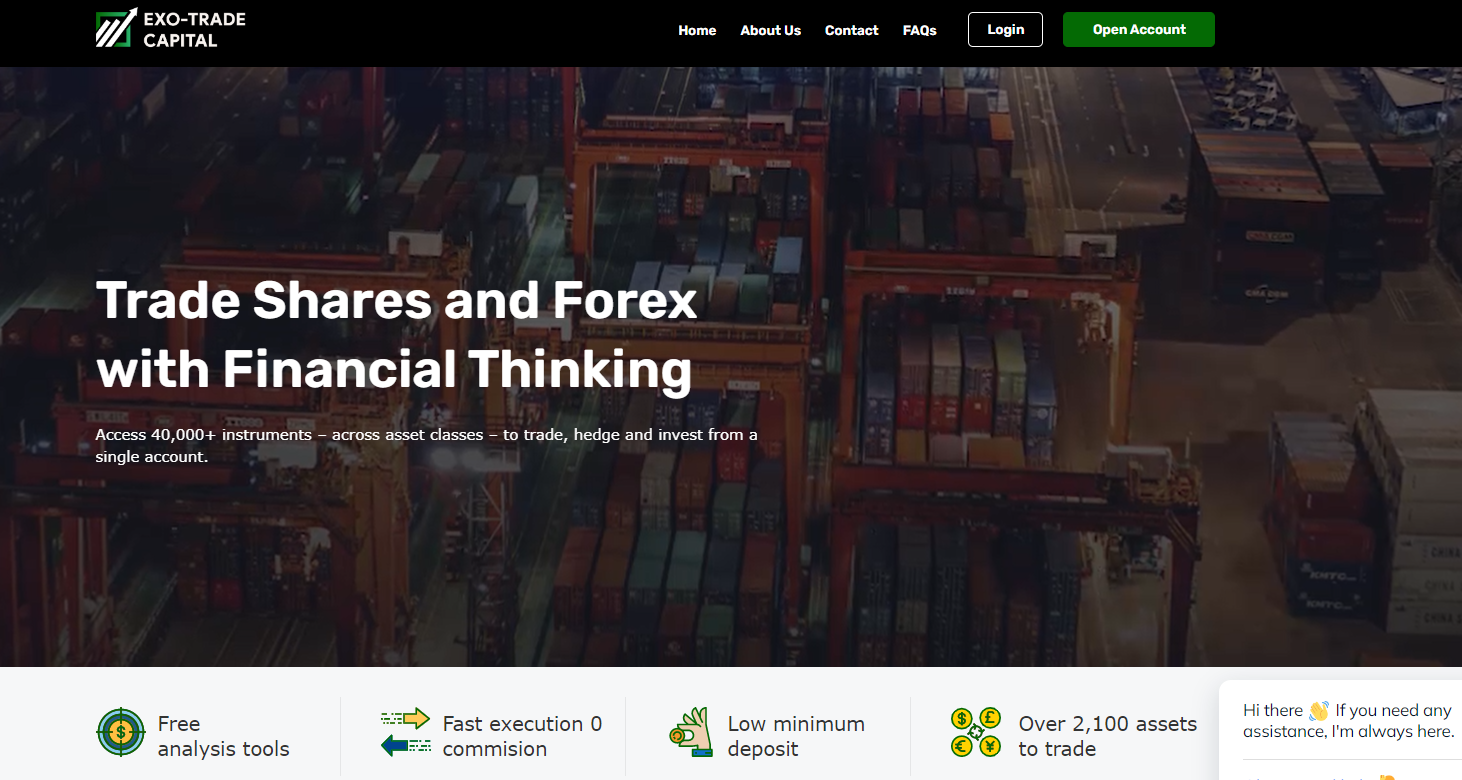 EXO-TRADE
CAPITAL
Home
About Us
Contact
FAQs
Login
Open Account
Trade Shares and Forex
with Financial Thinking
Access 40,000+ instruments – across asset classes – to trade, hedge and invest from a
single account.
Free
analysis tools
Fast execution 0
commision
Low minimum
deposit
Over 2,100 assets
to trade
Hi there 👋 If you need any
assistance, I'm always here.